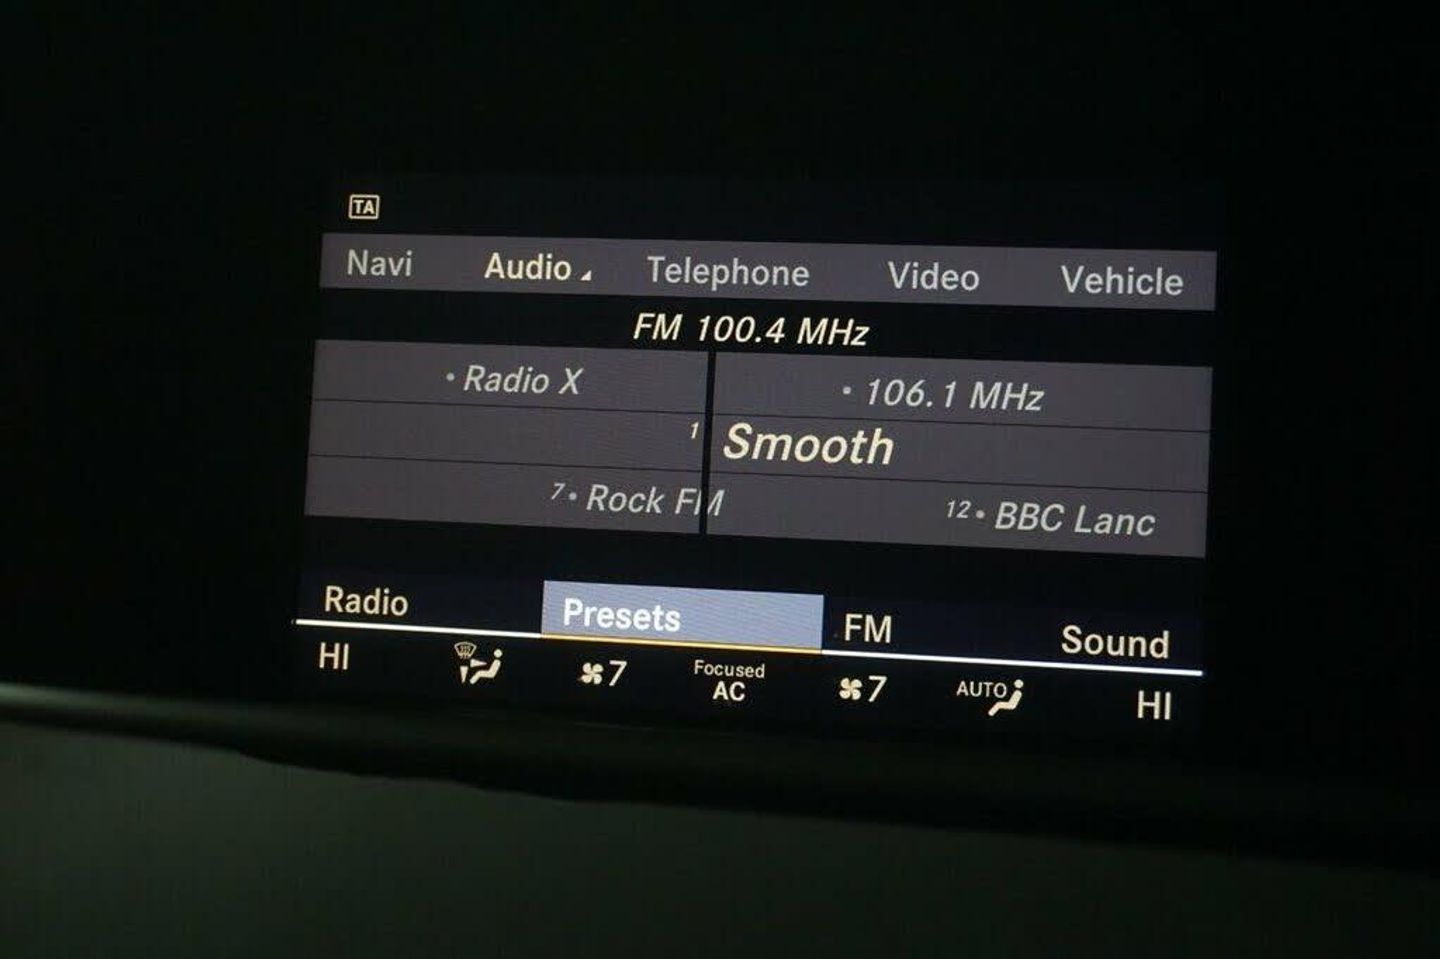 TA
Navi Audio Telephone Video Vehicle
FM 100.4 MHz
• Radio X • 106.1 MHz
1 Smooth
7• Rock FM 12• BBC Lanc
Radio Presets FM Sound
HI 7 Focused AC 7 AUTO HI